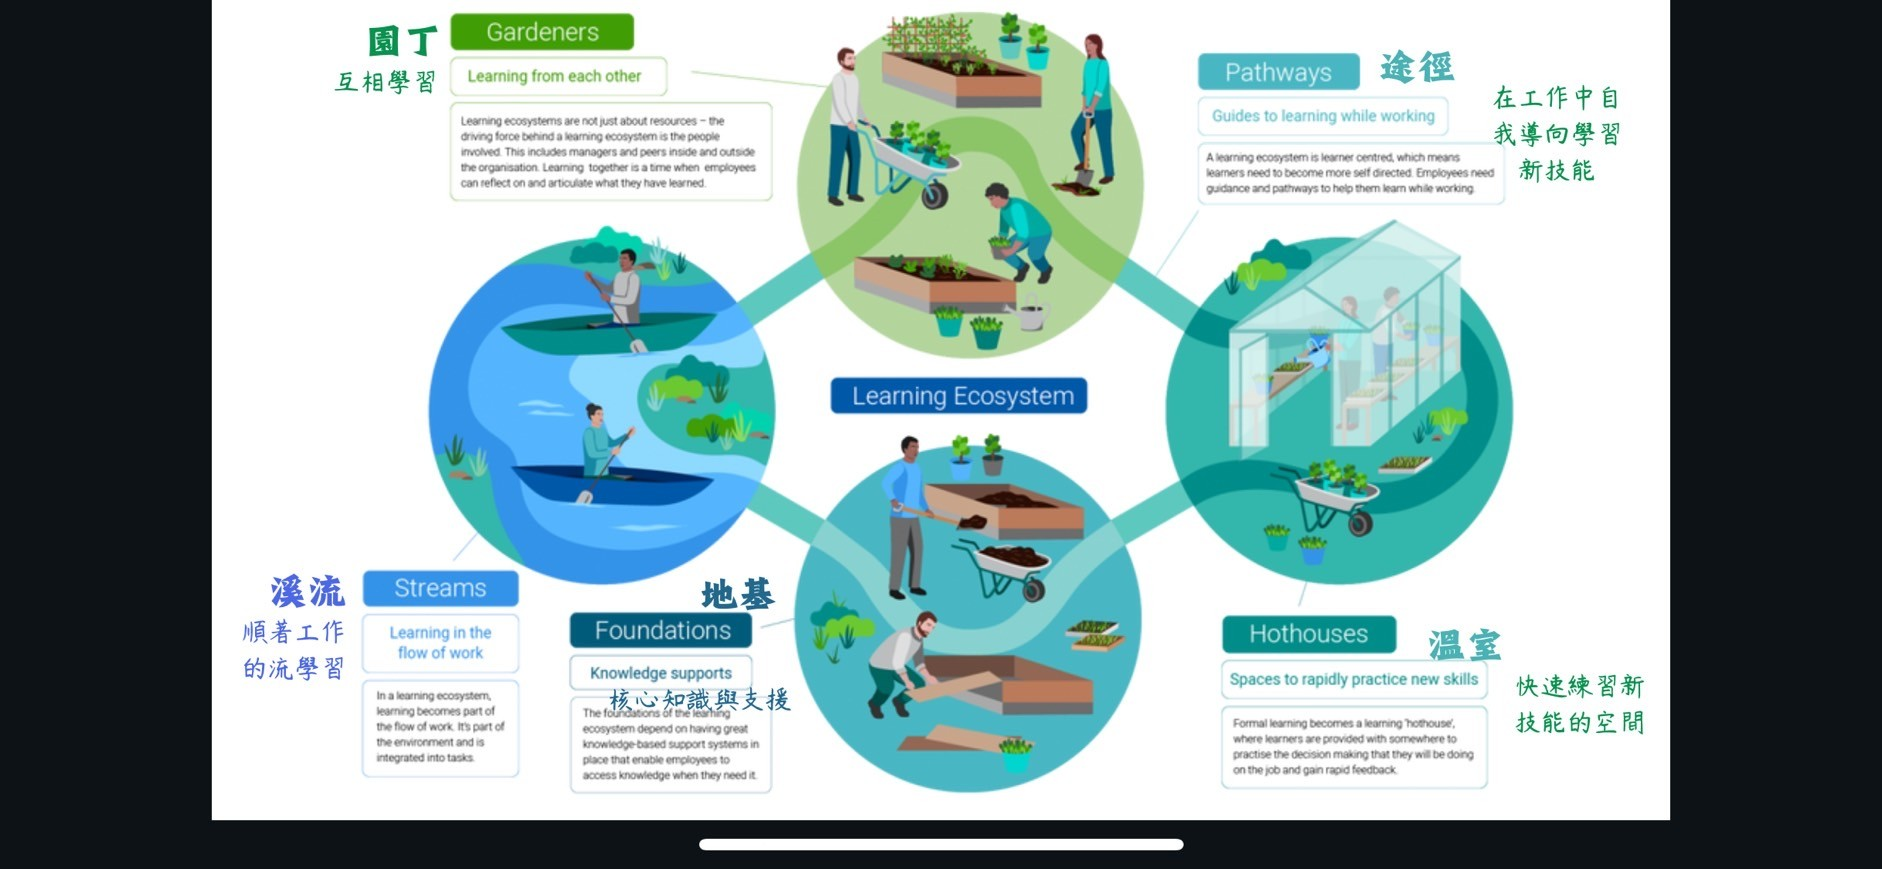 園丁
Gardeners
互相學習
Learning from each other
Learning ecosystems are not just about resources – the
driving force behind a learning ecosystem is the people
involved. This includes managers and peers inside and outside
the organisation. Learning together is a time when employees
can reflect on and articulate what they have learned.
Pathways
途徑
Guides to learning while working
在工作中自
我導向學習
新技能
A learning ecosystem is learner centred, which means
learners need to become more self directed. Employees need
guidance and pathways to help them learn while working.
Learning Ecosystem
溪流
Streams
順著工作
的流學習
Learning in the
flow of work
In a learning ecosystem,
learning becomes part of
the flow of work. It's part of
the environment and is
integrated into tasks.
地基
Foundations
Knowledge supports
核心知識與支援
The foundations of the learning
ecosystem depend on having great
knowledge-based support systems in
place that enable employees to
access knowledge when they need it.
Hothouses
溫室
Spaces to rapidly practice new skills
快速練習新
技能的空間
Formal learning becomes a learning 'hothouse',
where learners are provided with somewhere to
practise the decision making that they will be doing
on the job and gain rapid feedback.